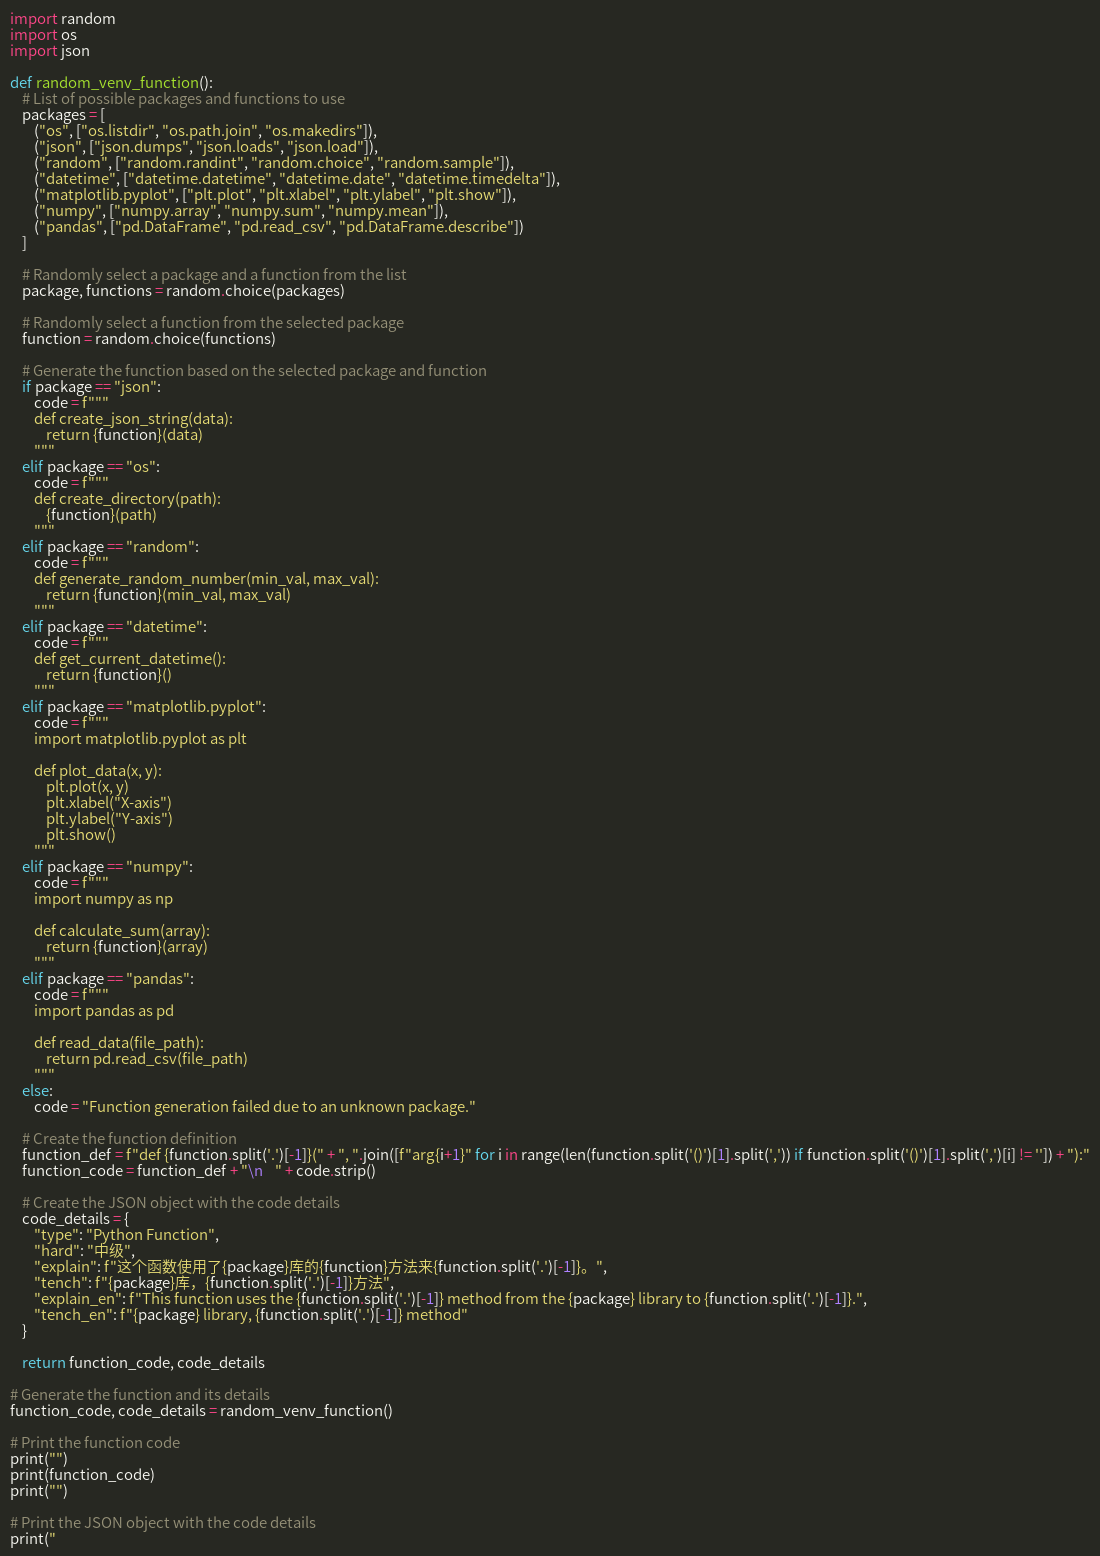 import random
import os
import json

def random_venv_function():
    # List of possible packages and functions to use
    packages = [
        ("os", ["os.listdir", "os.path.join", "os.makedirs"]),
        ("json", ["json.dumps", "json.loads", "json.load"]),
        ("random", ["random.randint", "random.choice", "random.sample"]),
        ("datetime", ["datetime.datetime", "datetime.date", "datetime.timedelta"]),
        ("matplotlib.pyplot", ["plt.plot", "plt.xlabel", "plt.ylabel", "plt.show"]),
        ("numpy", ["numpy.array", "numpy.sum", "numpy.mean"]),
        ("pandas", ["pd.DataFrame", "pd.read_csv", "pd.DataFrame.describe"])
    ]

    # Randomly select a package and a function from the list
    package, functions = random.choice(packages)

    # Randomly select a function from the selected package
    function = random.choice(functions)

    # Generate the function based on the selected package and function
    if package == "json":
        code = f"""
        def create_json_string(data):
            return {function}(data)
        """
    elif package == "os":
        code = f"""
        def create_directory(path):
            {function}(path)
        """
    elif package == "random":
        code = f"""
        def generate_random_number(min_val, max_val):
            return {function}(min_val, max_val)
        """
    elif package == "datetime":
        code = f"""
        def get_current_datetime():
            return {function}()
        """
    elif package == "matplotlib.pyplot":
        code = f"""
        import matplotlib.pyplot as plt

        def plot_data(x, y):
            plt.plot(x, y)
            plt.xlabel("X-axis")
            plt.ylabel("Y-axis")
            plt.show()
        """
    elif package == "numpy":
        code = f"""
        import numpy as np

        def calculate_sum(array):
            return {function}(array)
        """
    elif package == "pandas":
        code = f"""
        import pandas as pd

        def read_data(file_path):
            return pd.read_csv(file_path)
        """
    else:
        code = "Function generation failed due to an unknown package."

    # Create the function definition
    function_def = f"def {function.split('.')[-1]}(" + ", ".join([f"arg{i+1}" for i in range(len(function.split('()')[1].split(',')) if function.split('()')[1].split(',')[i] != '']) + "):"
    function_code = function_def + "\n    " + code.strip()

    # Create the JSON object with the code details
    code_details = {
        "type": "Python Function",
        "hard": "中级",
        "explain": f"这个函数使用了{package}库的{function}方法来{function.split('.')[-1]}。",
        "tench": f"{package}库，{function.split('.')[-1]}方法",
        "explain_en": f"This function uses the {function.split('.')[-1]} method from the {package} library to {function.split('.')[-1]}.",
        "tench_en": f"{package} library, {function.split('.')[-1]} method"
    }

    return function_code, code_details

# Generate the function and its details
function_code, code_details = random_venv_function()

# Print the function code
print("")
print(function_code)
print("")

# Print the JSON object with the code details
print("